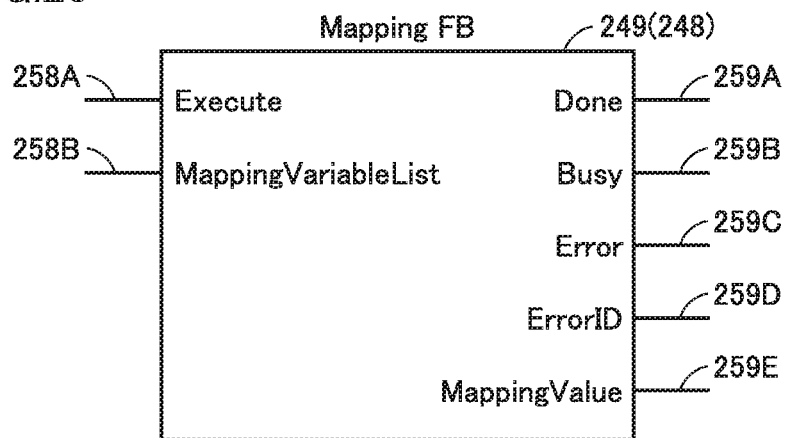 Mapping FB
249(248)
258A
Execute
Done
259A
258B
MappingVariableList
Busy
259B
Error
259C
ErrorID
259D
MappingValue
259E